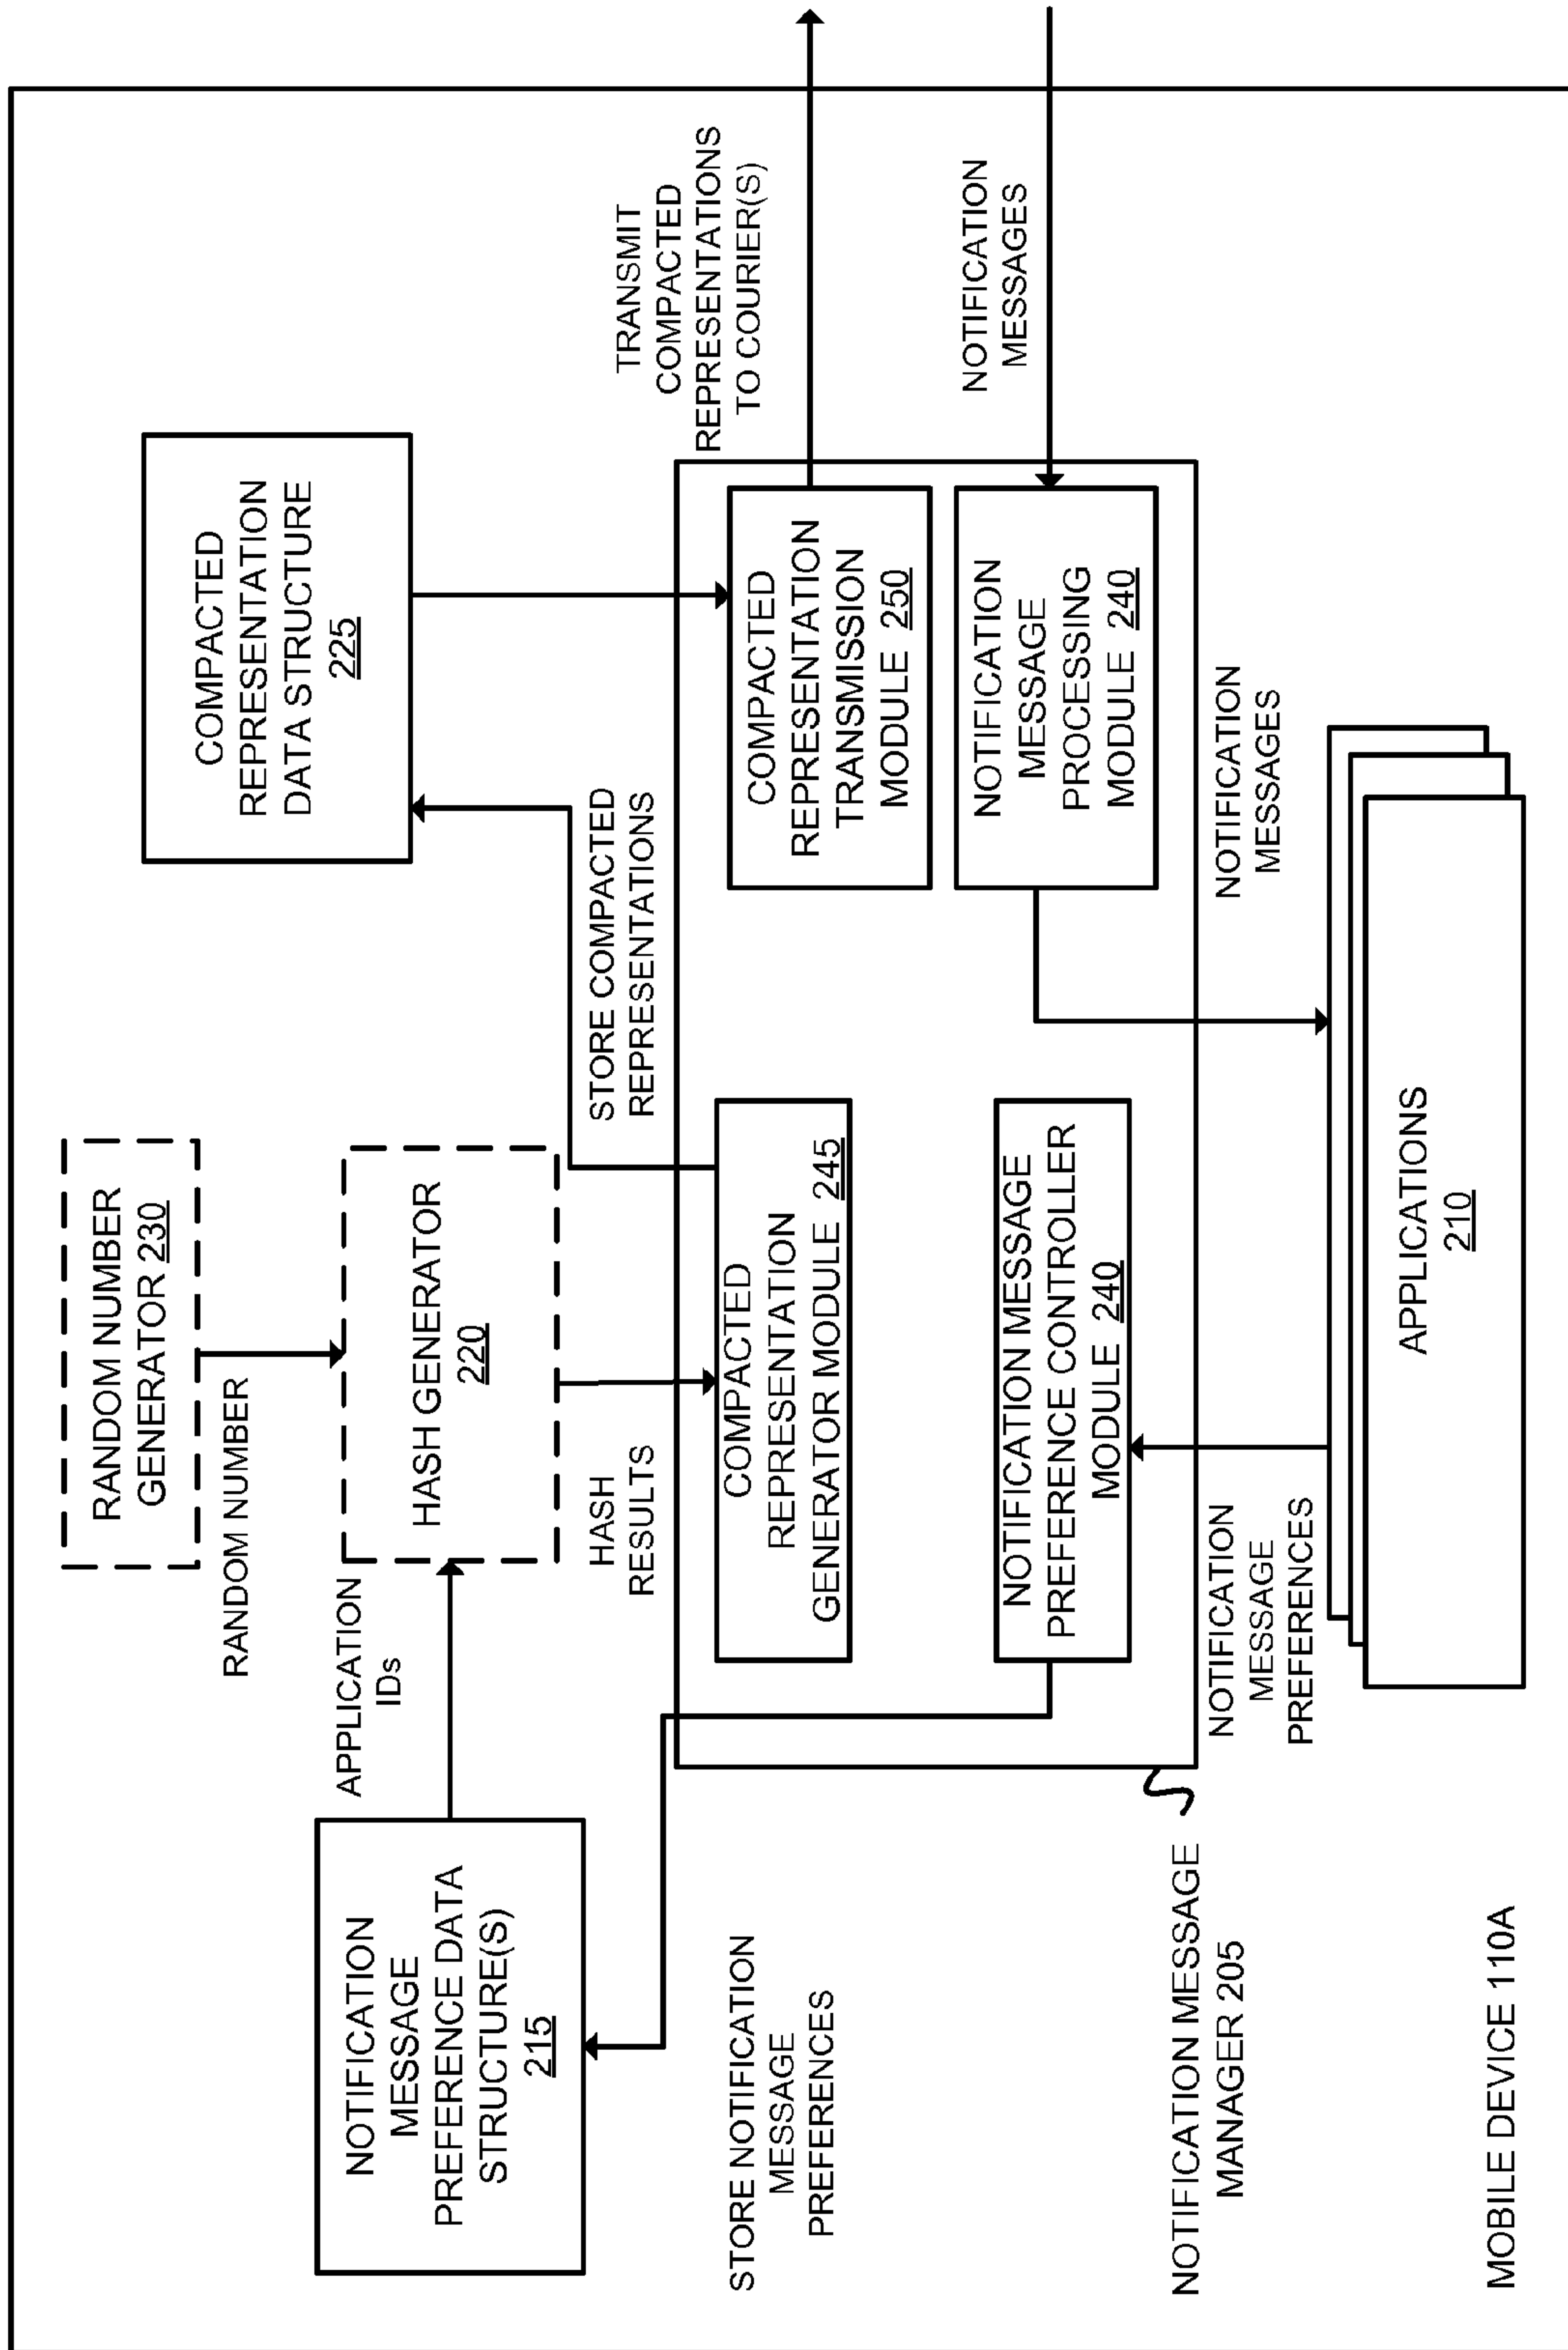 RANDOM NUMBER
GENERATOR 230
RANDOM NUMBER
NOTIFICATION
MESSAGE
PREFERENCE DATA
STRUCTURE(S)
215
APPLICATION
IDs
HASH GENERATOR
220
HASH
RESULTS
COMPACTED
REPRESENTATION
DATA STRUCTURE
225
STORE COMPACTED
REPRESENTATIONS
TRANSMIT
COMPACTED
REPRESENTATIONS
TO COURIER(S)
STORE NOTIFICATION
MESSAGE
PREFERENCES
COMPACTED
REPRESENTATION
GENERATOR MODULE 245
COMPACTED
REPRESENTATION
TRANSMISSION
MODULE 250
NOTIFICATION
MESSAGES
NOTIFICATION MESSAGE
PREFERENCE CONTROLLER
MODULE 240
NOTIFICATION
MESSAGE
PROCESSING
MODULE 240
NOTIFICATION MESSAGE
MANAGER 205
NOTIFICATION
MESSAGE
PREFERENCES
NOTIFICATION
MESSAGES
APPLICATIONS
210
MOBILE DEVICE 110A